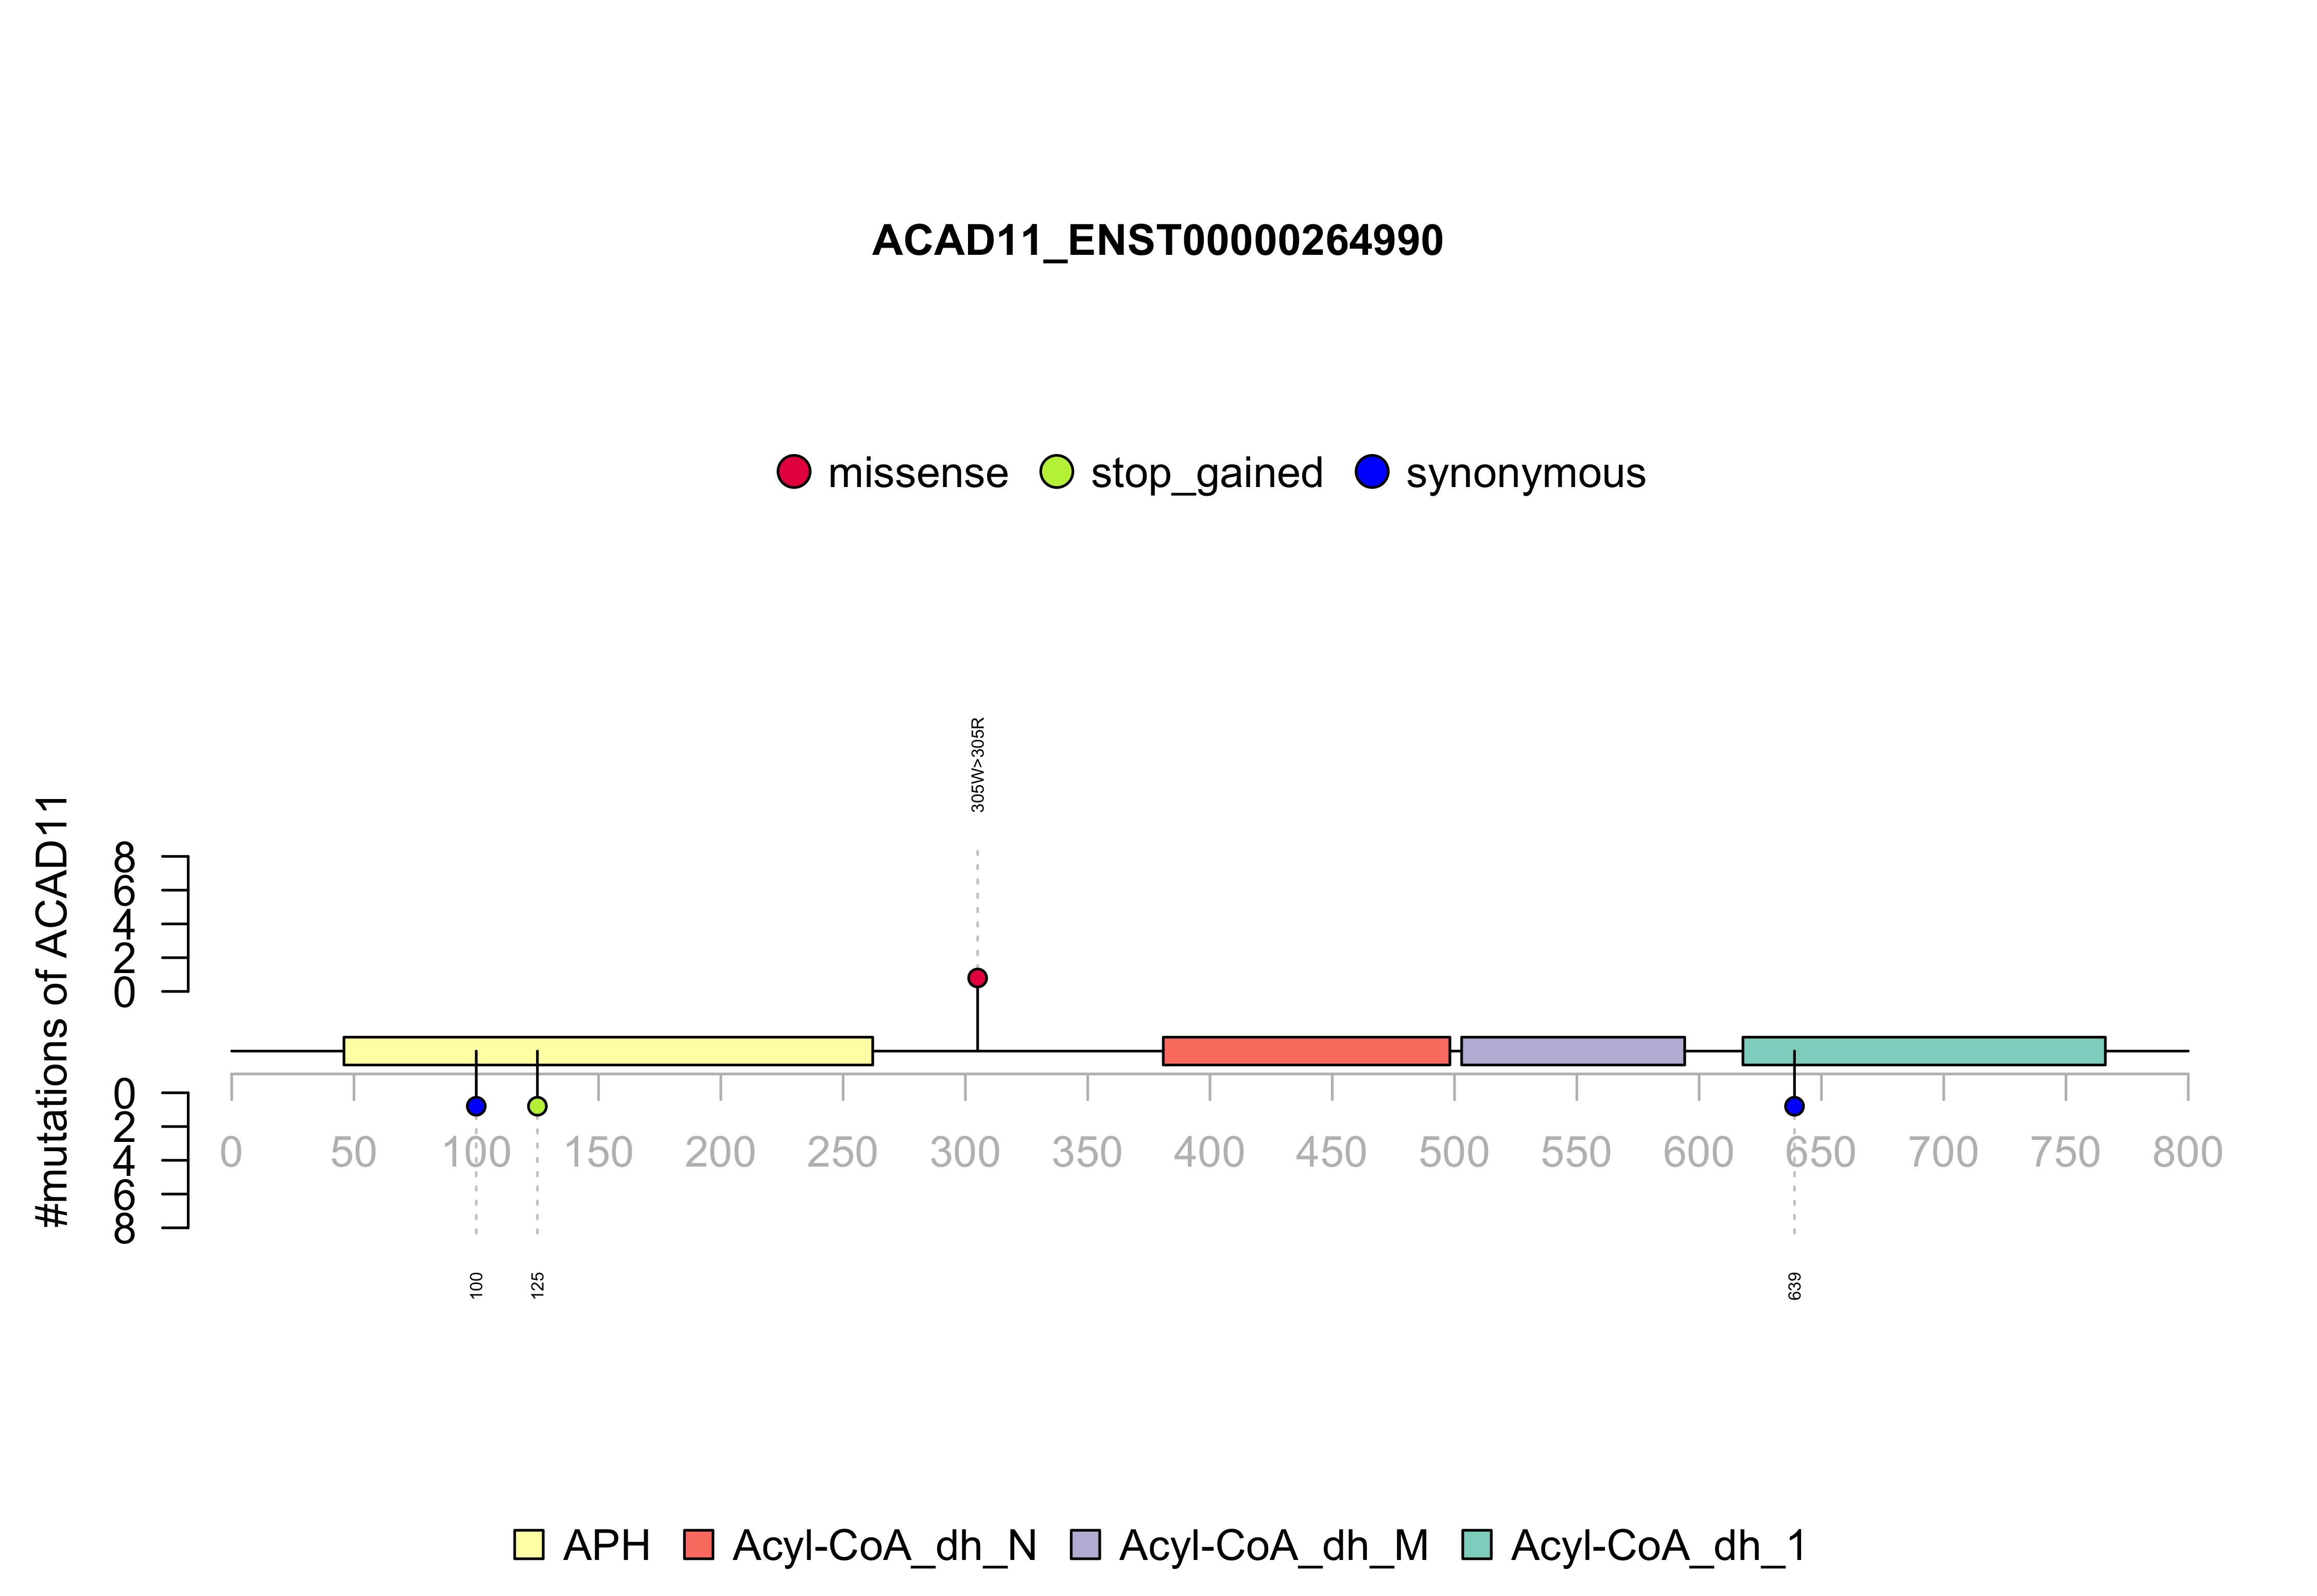 ACAD11_ENST00000264990
missense stop_gained synonymous
305W>305R
#mutations of ACAD11
8
6
4
2
0
0
2
4
6
8
0 50 100 150 200 250 300 350 400 450 500 550 600 650 700 750 800
100 125 639
APH Acyl-CoA_dh_N Acyl-CoA_dh_M Acyl-CoA_dh_1